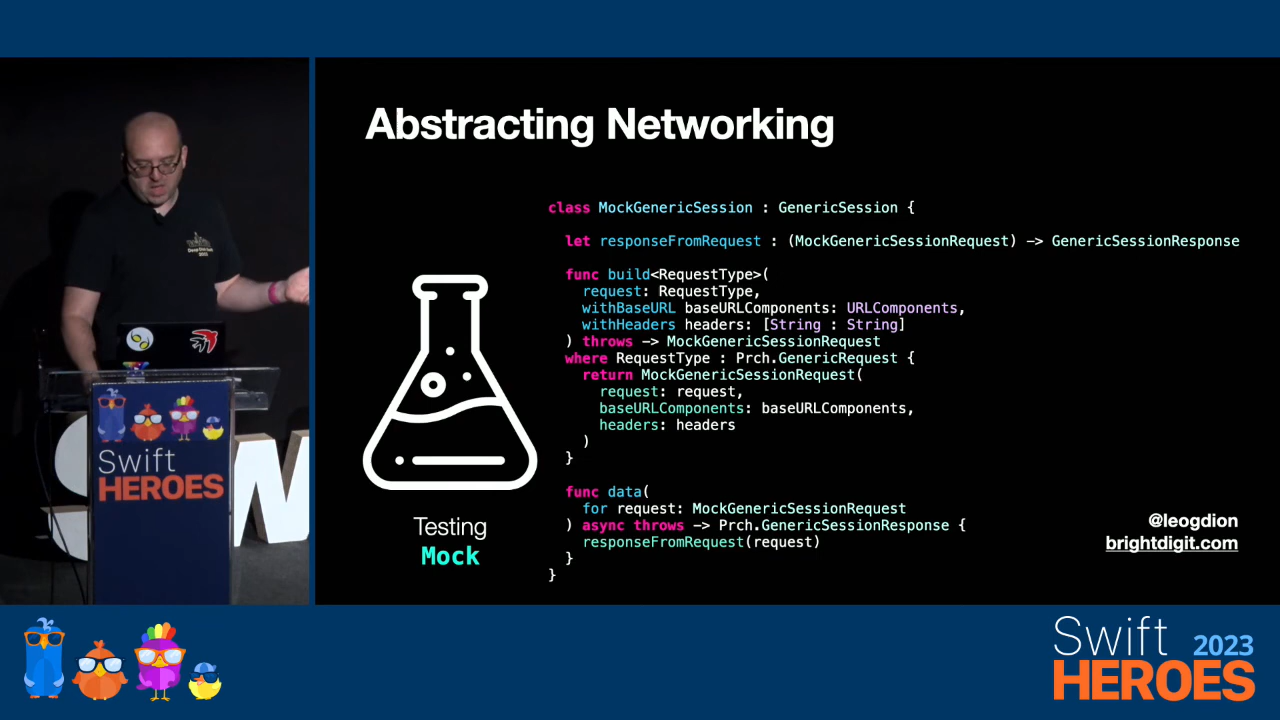 Abstracting Networking
class MockGenericSession : GenericSession {
let responseFromRequest : (MockGenericSessionRequest) -> GenericSessionResponse
func build<RequestType>(
request: RequestType,
withBaseURL baseURLComponents: URLComponents,
withHeaders headers: [String : String]
) throws -> MockGenericSessionRequest
where RequestType : Prch.GenericRequest {
return MockGenericSessionRequest(
request: request,
baseURLComponents: baseURLComponents,
headers: headers
)
}
func data(
for request: MockGenericSessionRequest
) async throws -> Prch.GenericSessionResponse {
responseFromRequest(request)
}
}
Testing
Mock
@leogdion
brightdigit.com
Swift
HEROES
Swift 2023
HEROES